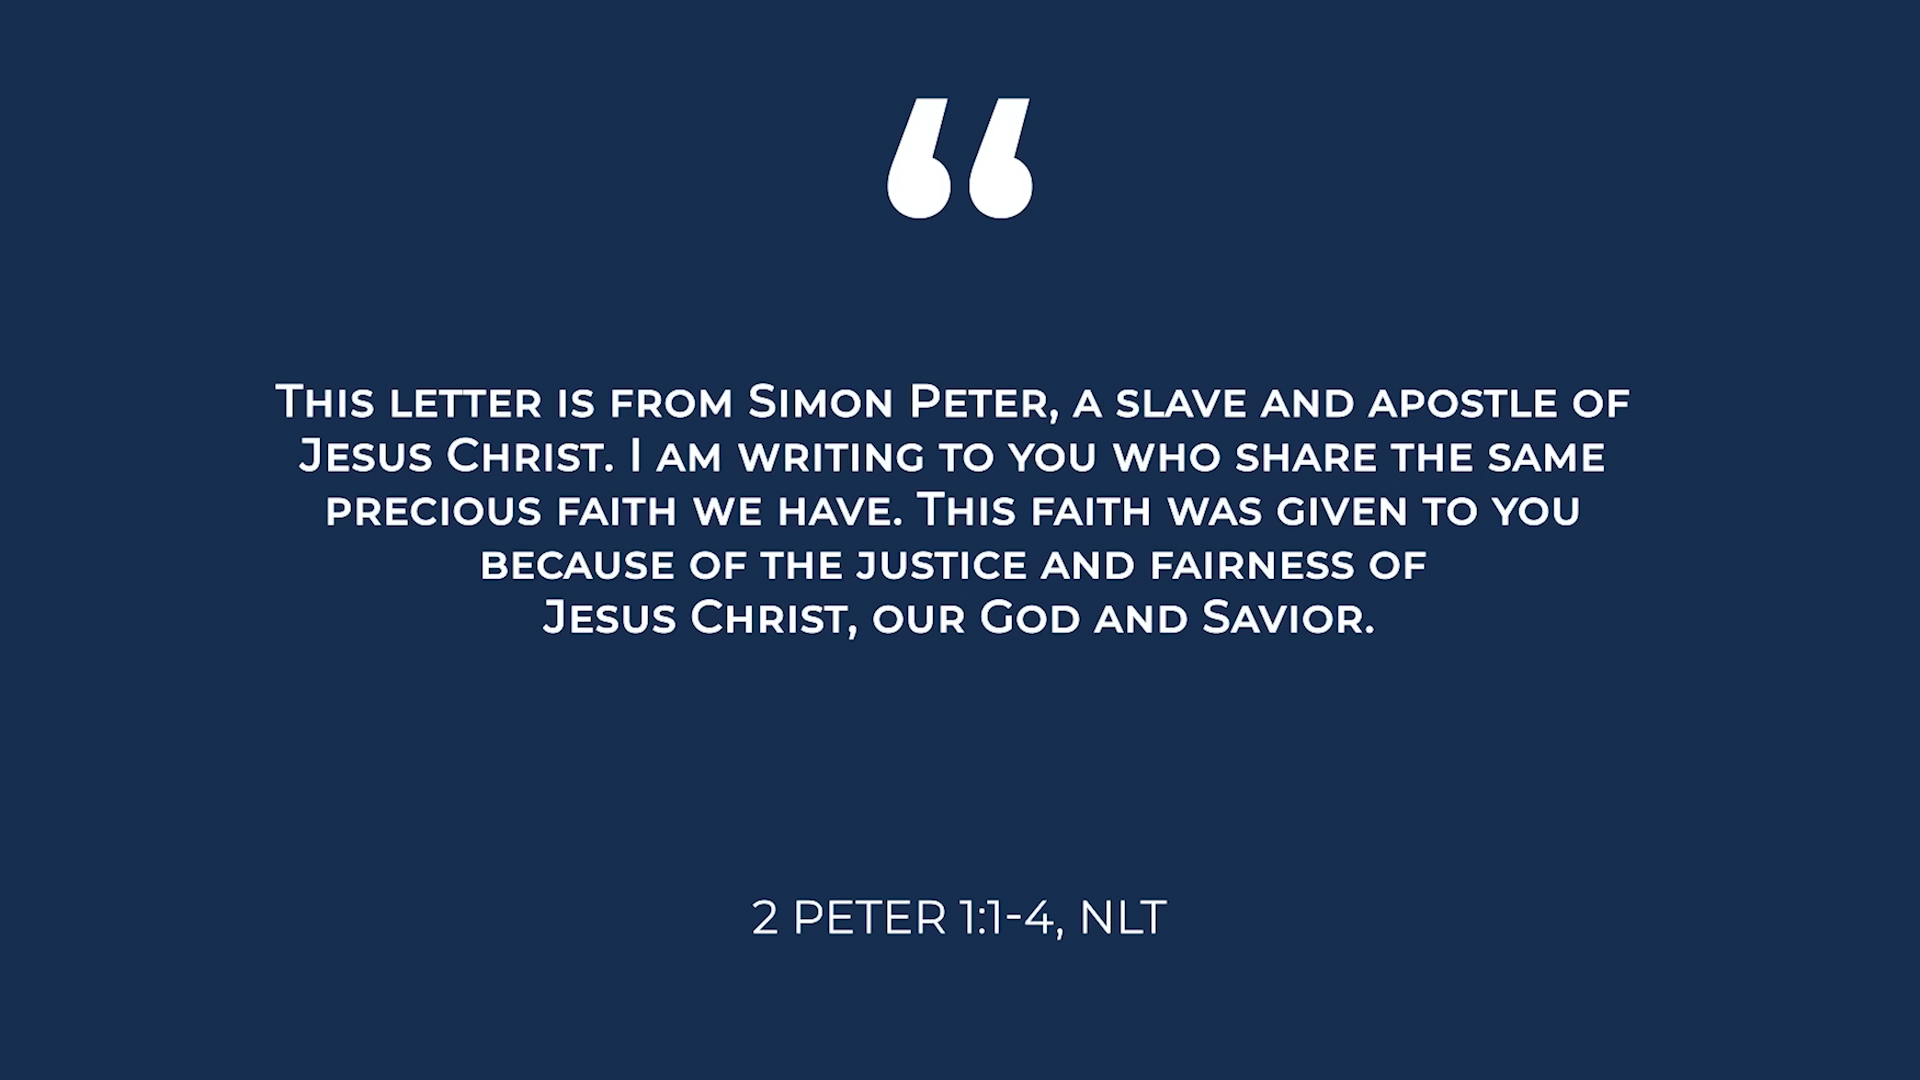 “
This letter is from Simon Peter, a slave and apostle of
Jesus Christ. I am writing to you who share the same
precious faith we have. This faith was given to you
because of the justice and fairness of
Jesus Christ, our God and Savior.
2 PETER 1:1-4, NLT